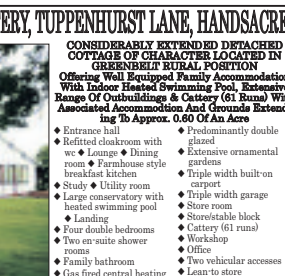 ERY, TUPPENHURST LANE, HANDSACRE
CONSIDERABLY EXTENDED DETACHED
COTTAGE OF CHARACTER LOCATED IN
GREENBELT RURAL POSITION
Offering Well Equipped Family Accommodation
With Indoor Heated Swimming Pool, Extensive
Range Of Outbuildings & Cattery (61 Runs) Wi
Associated Accommodtion And Grounds Extend
ing To Approx. 0.60 Of An Acre
◆ Entrance hall
◆ Refitted cloakroom with
wc ◆ Lounge ◆ Dining
room ◆ Farmhouse style
breakfast kitchen
◆ Study ◆ Utility room
◆ Large conservatory with
heated swimming pool
◆ Landing
◆ Four double bedrooms
◆ Two en-suite shower
rooms
◆ Family bathroom
◆ Gas fired central heating
◆ Predominantly double
glazed
◆ Extensive ornamental
gardens
◆ Triple width built-on
carport
◆ Triple width garage
◆ Store room
◆ Store/stable block
◆ Cattery (61 runs)
◆ Workshop
◆ Office
◆ Two vehicular accesses
◆ Lean-to store